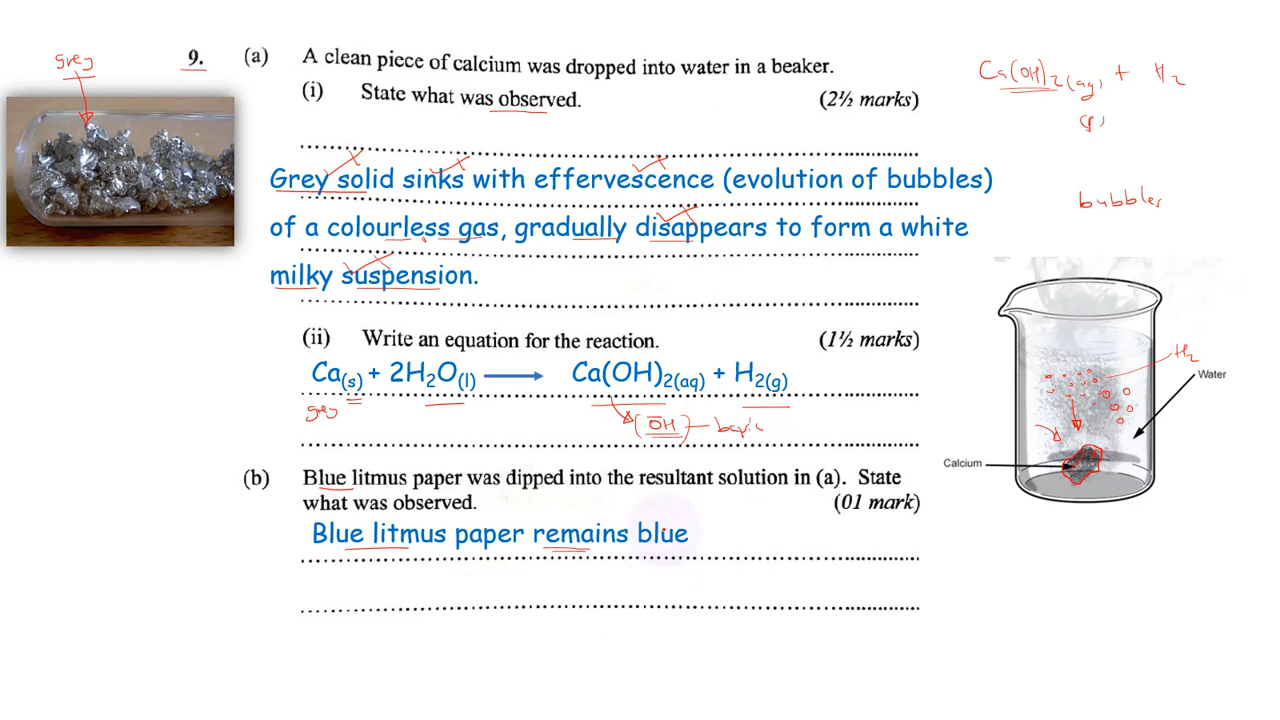 grey
9. (a) A clean piece of calcium was dropped into water in a beaker.
(i) State what was observed. (2½ marks)
Grey solid sinks with effervescence (evolution of bubbles)
of a colourless gas, gradually disappears to form a white
milky suspension.
(ii) Write an equation for the reaction. (1½ marks)
Ca(s) + 2H₂O(l) ⟶ Ca(OH)₂(aq) + H₂(g)
grey (OH) – basic
(b) Blue litmus paper was dipped into the resultant solution in (a). State
what was observed. (01 mark)
Blue litmus paper remains blue
Ca(OH)₂(aq) + H₂
bubbles
H₂
Water
Calcium